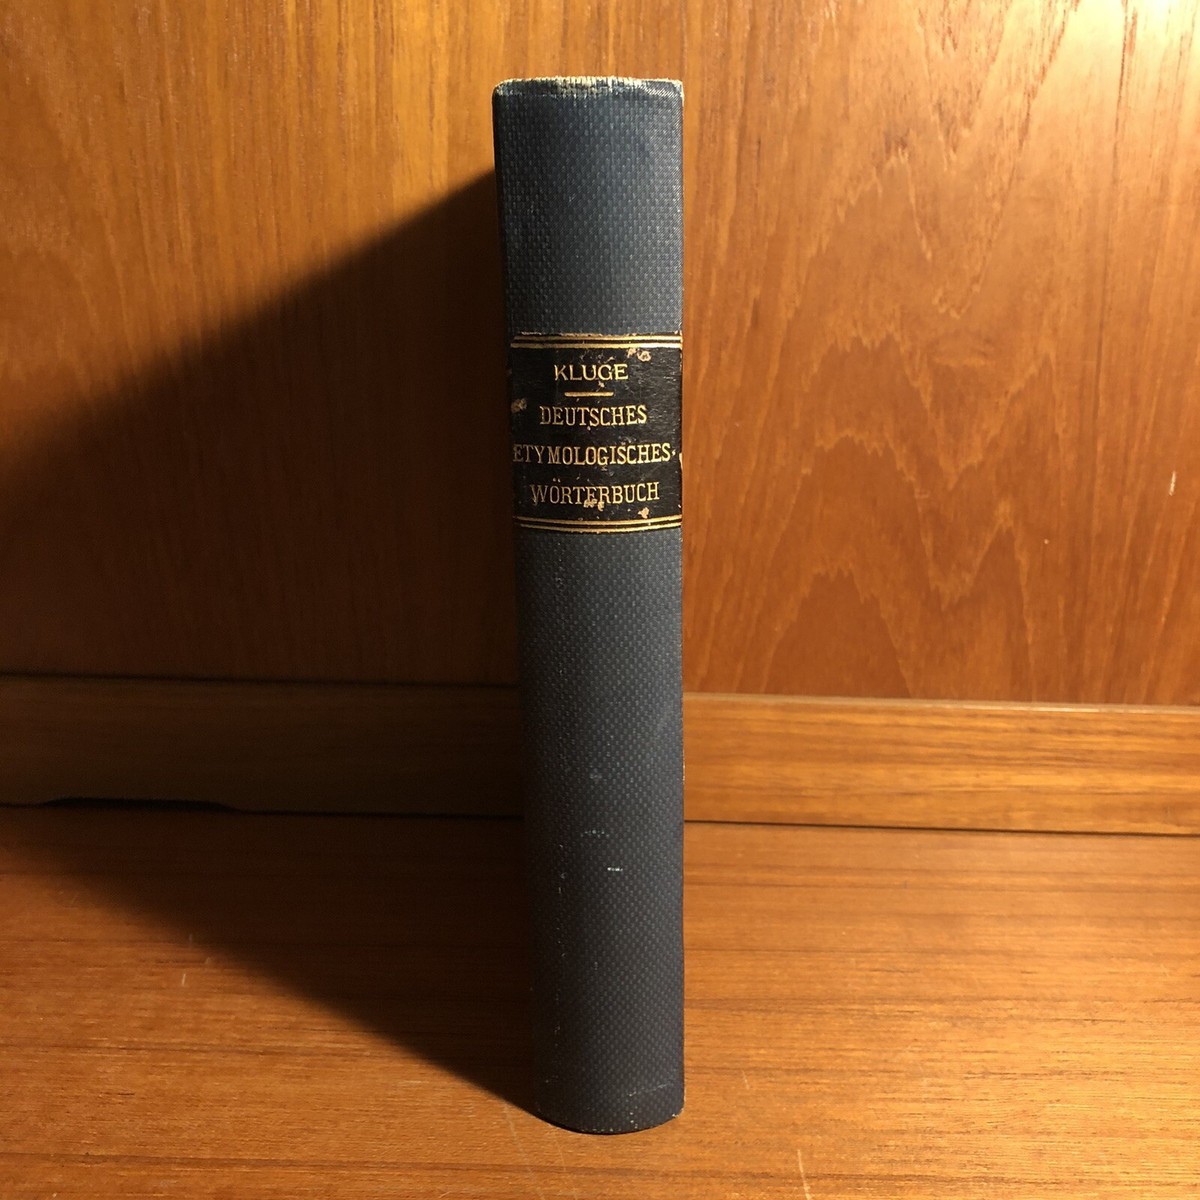 KLUGE
DEUTSCHES
ETYMOLOGISCHES
WÖRTERBUCH